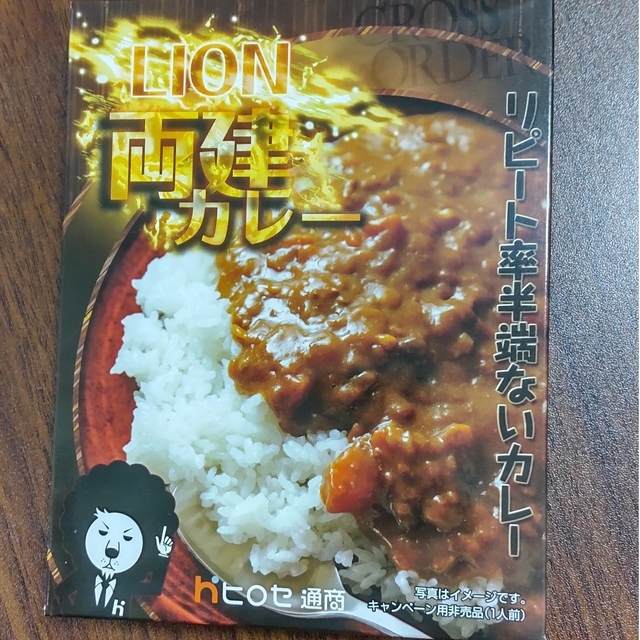 CROSS
ORDER
LION
両建
カレー
リピート率半端ないカレー
h
hヒロセ通商
写真はイメージです。
キャンペーン用非売品(1人前)